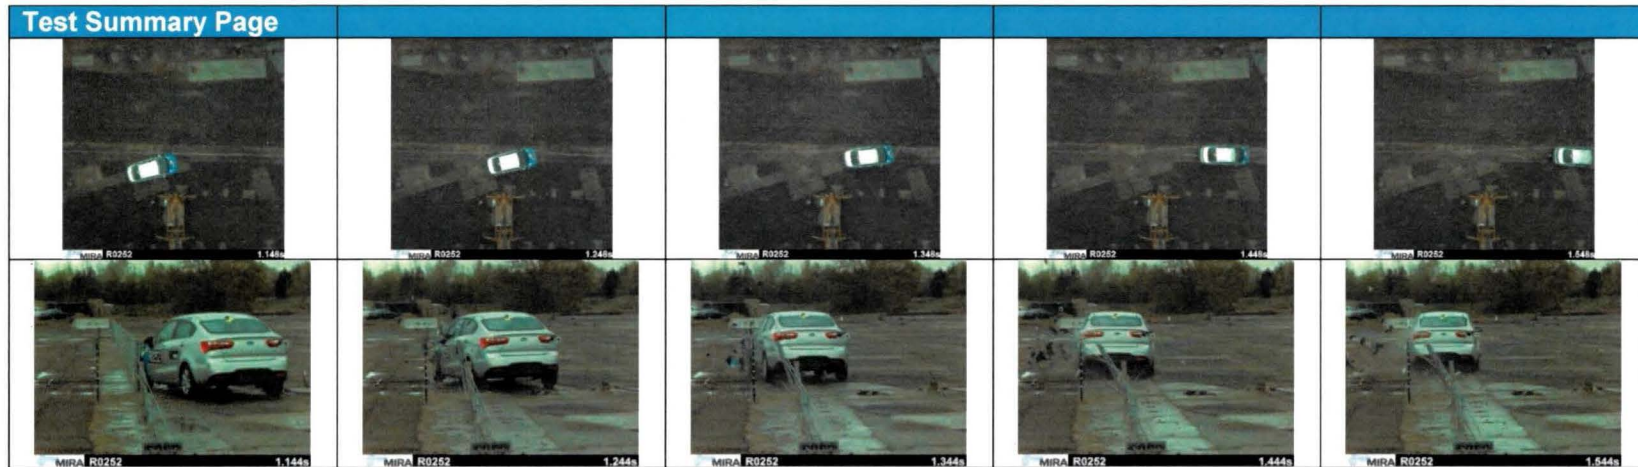 Test Summary Page
MIRA R0252 1.148s
MIRA R0252 1.248s
MIRA R0252 1.348s
MIRA R0252 1.448s
MIRA R0252 1.548s
MIRA R0252 1.144s
MIRA R0252 1.244s
MIRA R0252 1.344s
MIRA R0252 1.444s
MIRA R0252 1.544s